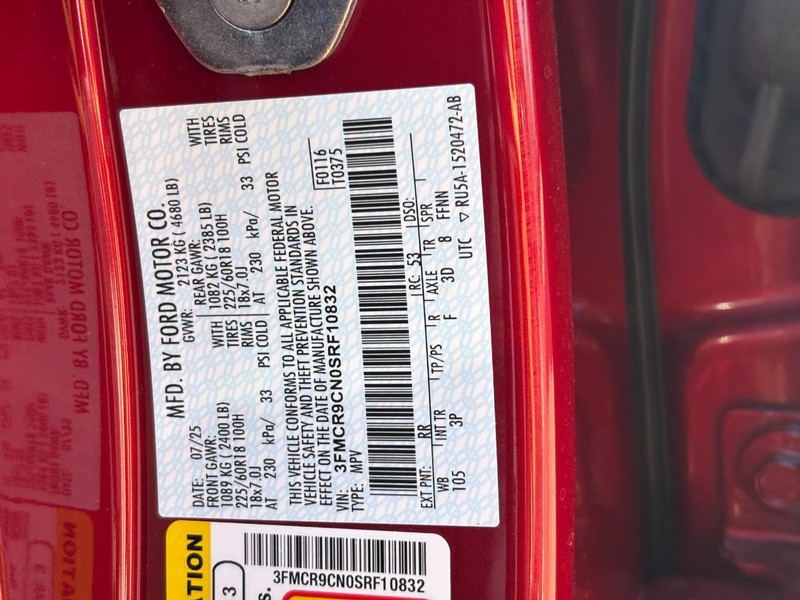 MFD. BY FORD MOTOR CO.
DATE: 07/25 GVWR: 2123 KG ( 4680 LB)
FRONT GAWR: WITH REAR GAWR: WITH
1089 KG ( 2400 LB) TIRES 1082 KG ( 2385 LB) TIRES
225/60R18 100H RIMS 225/60R18 100H RIMS
18x7.0J 18x7.0J
AT 230 kPa/ 33 PSI COLD AT 230 kPa/ 33 PSI COLD
THIS VEHICLE CONFORMS TO ALL APPLICABLE FEDERAL MOTOR
VEHICLE SAFETY AND THEFT PREVENTION STANDARDS IN
EFFECT ON THE DATE OF MANUFACTURE SHOWN ABOVE.
VIN: 3FMCR9CN0SRF10832
TYPE: MPV
F0116
T0375
EXT PNT: RR RC: 53 DSO:
WB INT TR TP/PS R AXLE TR SPR
T05 3P F 3D 8 FFNN
UTC ▽ RU5A-1520472-AB
ATION
3
S.
3FMCR9CN0SRF10832